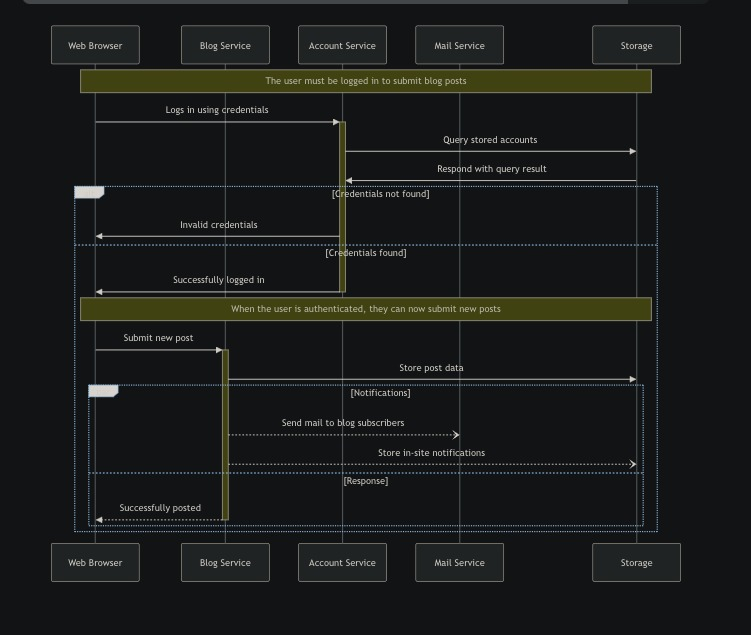 Web Browser
Blog Service
Account Service
Mail Service
Storage
The user must be logged in to submit blog posts
Logs in using credentials
Query stored accounts
Respond with query result
[Credentials not found]
Invalid credentials
[Credentials found]
Successfully logged in
When the user is authenticated, they can now submit new posts
Submit new post
Store post data
[Notifications]
Send mail to blog subscribers
Store in-site notifications
[Response]
Successfully posted
Web Browser
Blog Service
Account Service
Mail Service
Storage